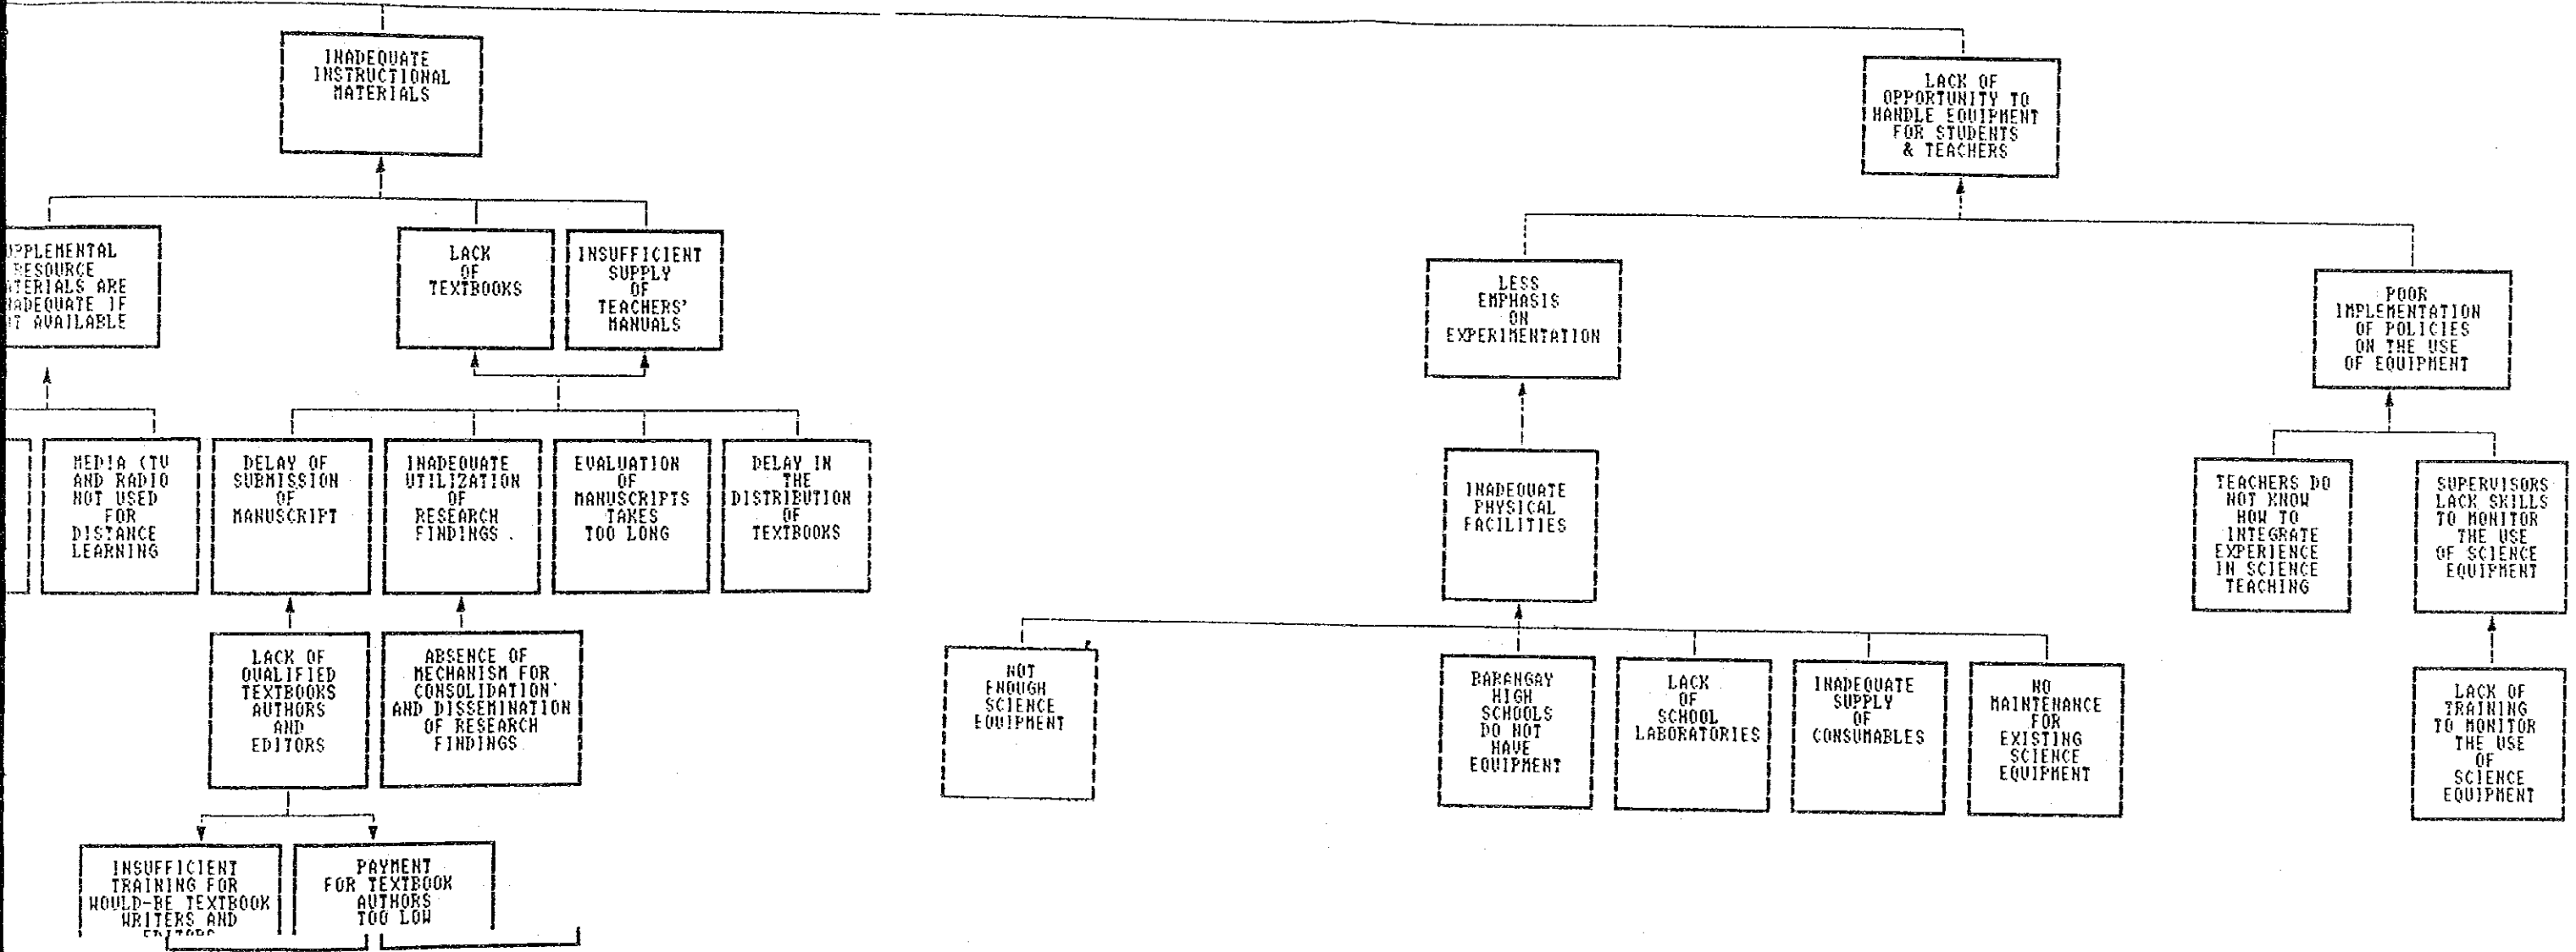 INADEQUATE
INSTRUCTIONAL
MATERIALS
LACK OF
OPPORTUNITY TO
HANDLE EQUIPMENT
FOR STUDENTS
& TEACHERS
PPLEMENTAL
RESOURCE
TERIALS ARE
ADEQUATE IF
T AVAILABLE
LACK
OF
TEXTBOOKS
INSUFFICIENT
SUPPLY
OF
TEACHERS'
MANUALS
LESS
EMPHASIS
ON
EXPERIMENTATION
POOR
IMPLEMENTATION
OF POLICIES
ON THE USE
OF EQUIPMENT
MEDIA (TV
AND RADIO
NOT USED
FOR
DISTANCE
LEARNING
DELAY OF
SUBMISSION
OF
MANUSCRIPT
INADEQUATE
UTILIZATION
OF
RESEARCH
FINDINGS
EVALUATION
OF
MANUSCRIPTS
TAKES
TOO LONG
DELAY IN
THE
DISTRIBUTION
OF
TEXTBOOKS
INADEQUATE
PHYSICAL
FACILITIES
TEACHERS DO
NOT KNOW
HOW TO
INTEGRATE
EXPERIENCE
IN SCIENCE
TEACHING
SUPERVISORS
LACK SKILLS
TO MONITOR
THE USE
OF SCIENCE
EQUIPMENT
LACK OF
QUALIFIED
TEXTBOOKS
AUTHORS
AND
EDITORS
ABSENCE OF
MECHANISM FOR
CONSOLIDATION
AND DISSEMINATION
OF RESEARCH
FINDINGS
NOT
ENOUGH
SCIENCE
EQUIPMENT
BARANGAY
HIGH
SCHOOLS
DO NOT
HAVE
EQUIPMENT
LACK
OF
SCHOOL
LABORATORIES
INADEQUATE
SUPPLY
OF
CONSUMABLES
NO
MAINTENANCE
FOR
EXISTING
SCIENCE
EQUIPMENT
LACK OF
TRAINING
TO MONITOR
THE USE
OF
SCIENCE
EQUIPMENT
INSUFFICIENT
TRAINING FOR
WOULD-BE TEXTBOOK
WRITERS AND
EDITORS
PAYMENT
FOR TEXTBOOK
AUTHORS
TOO LOW